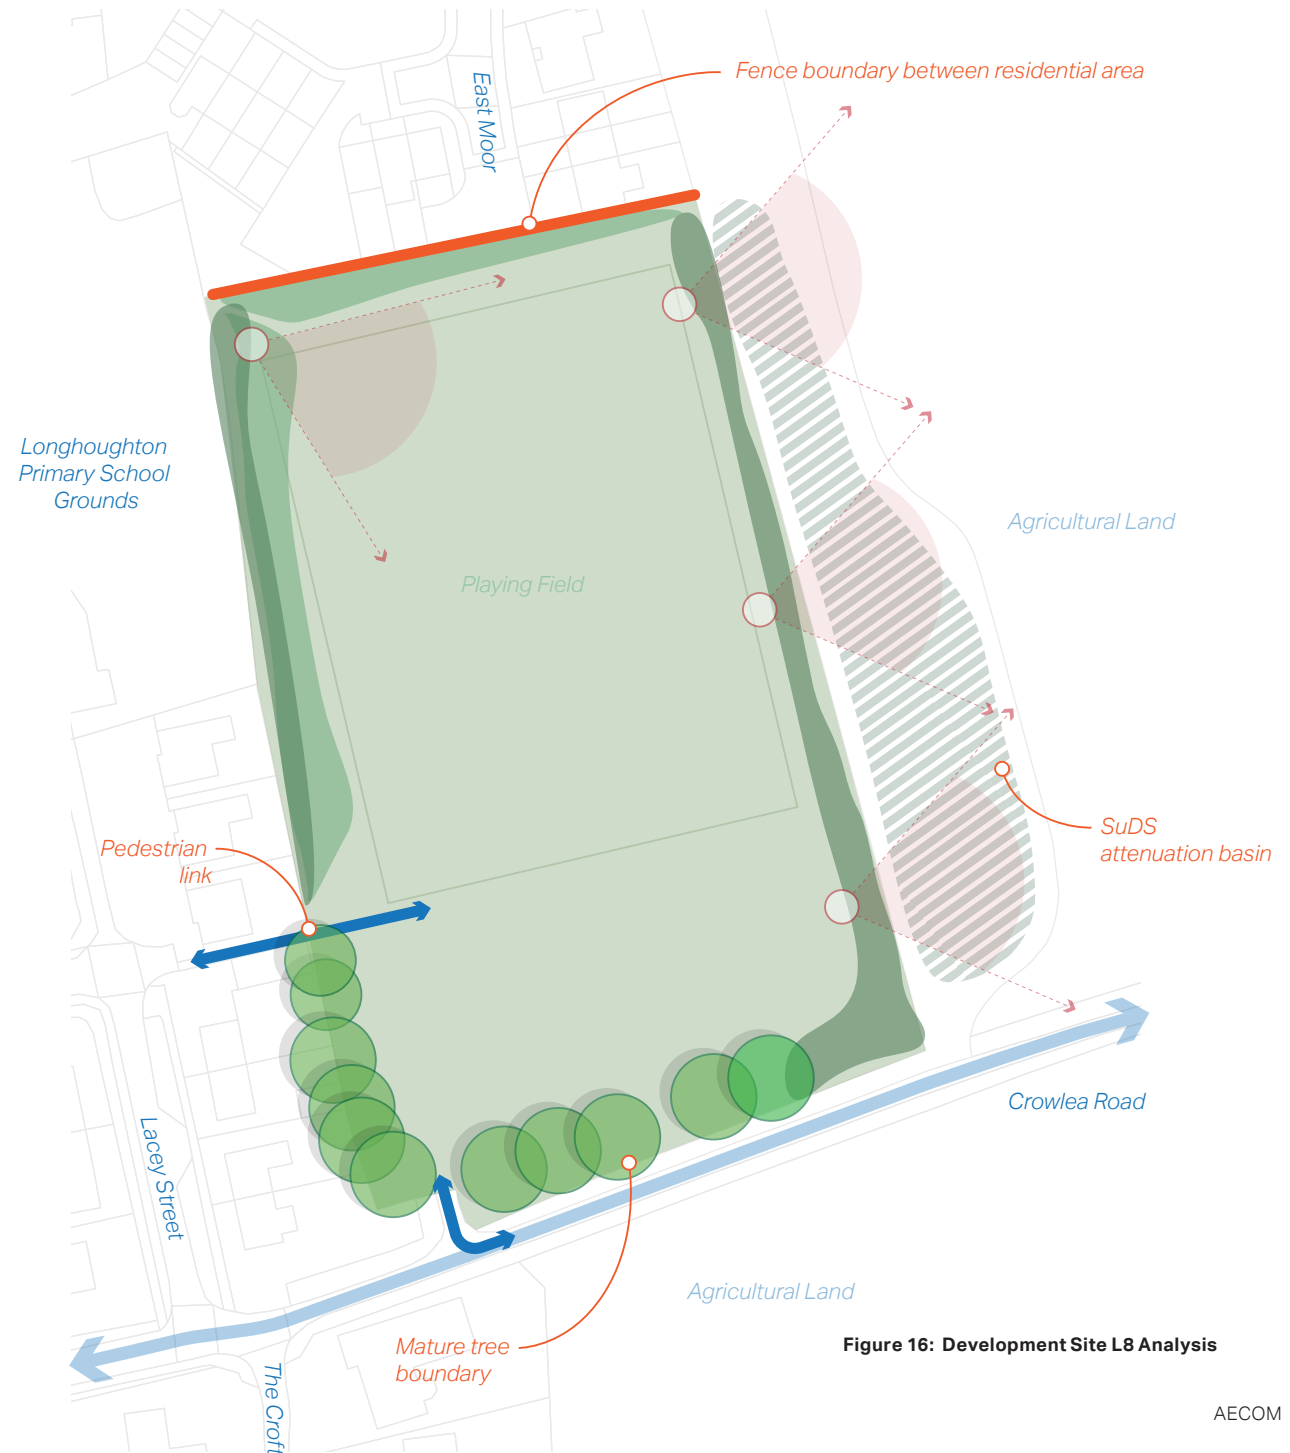 Fence boundary between residential area
East Moor
Longhoughton
Primary School
Grounds
Agricultural Land
Playing Field
Pedestrian
link
SuDS
attenuation basin
Crowlea Road
Lacey Street
Agricultural Land
Mature tree
boundary
The Croft
Figure 16: Development Site L8 Analysis
AECOM